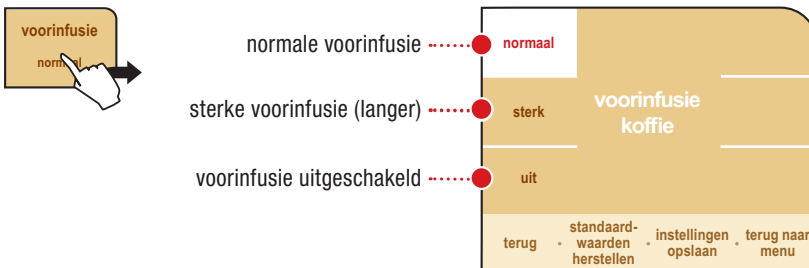 voorinfusie
normaal
normale voorinfusie
sterke voorinfusie (langer)
voorinfusie uitgeschakeld
normaal
sterk
uit
voorinfusie
koffie
terug
standaard-
waarden
herstellen
instellingen
opslaan
terug naar
menu